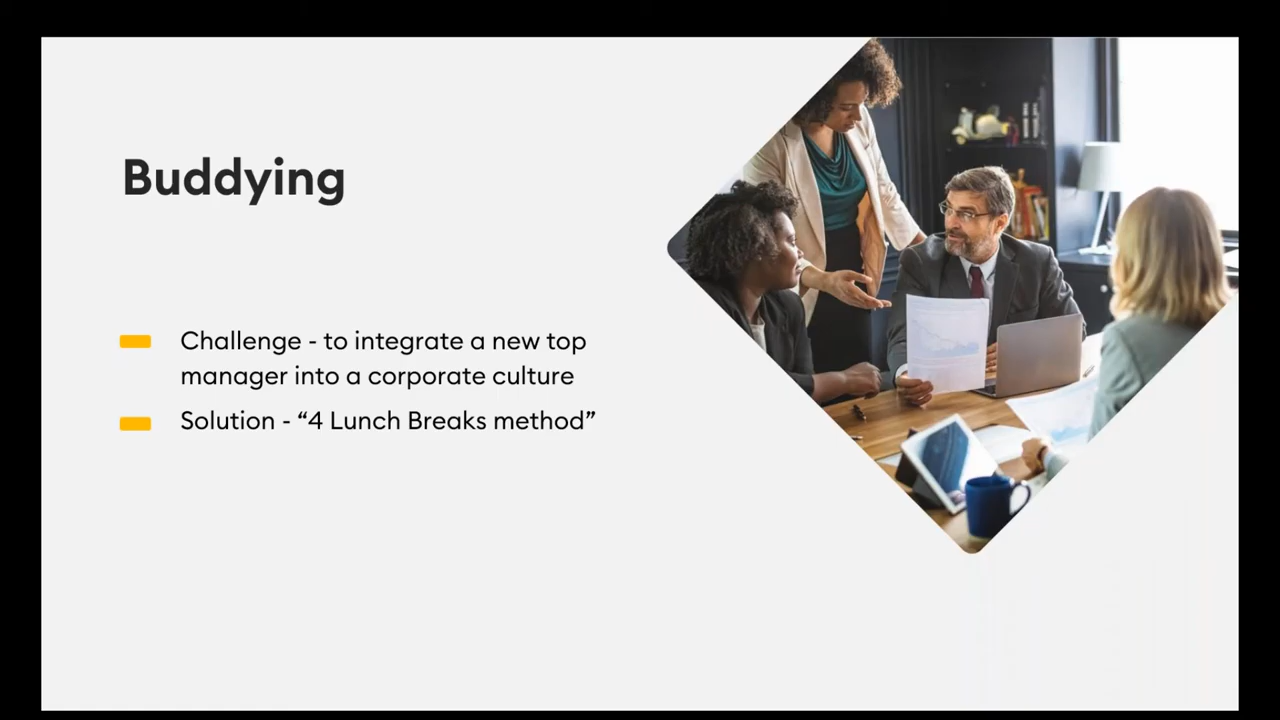 Buddying
Challenge - to integrate a new top
manager into a corporate culture
Solution - “4 Lunch Breaks method”